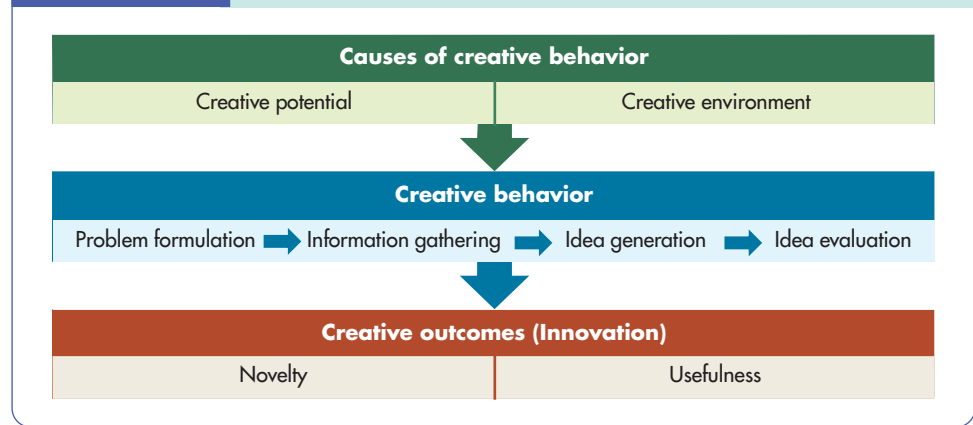 Causes of creative behavior
Creative potential Creative environment
Creative behavior
Problem formulation Information gathering Idea generation Idea evaluation
Creative outcomes (Innovation)
Novelty Usefulness